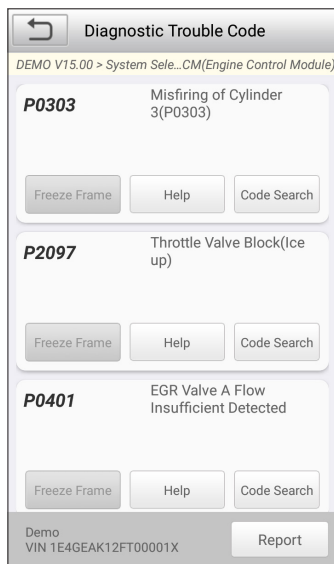 Diagnostic Trouble Code
DEMO V15.00 > System Sele...CM(Engine Control Module)
P0303
Misfiring of Cylinder
3(P0303)
Freeze Frame
Help
Code Search
P2097
Throttle Valve Block(Ice
up)
Freeze Frame
Help
Code Search
P0401
EGR Valve A Flow
Insufficient Detected
Freeze Frame
Help
Code Search
Demo
VIN 1E4GEAK12FT00001X
Report